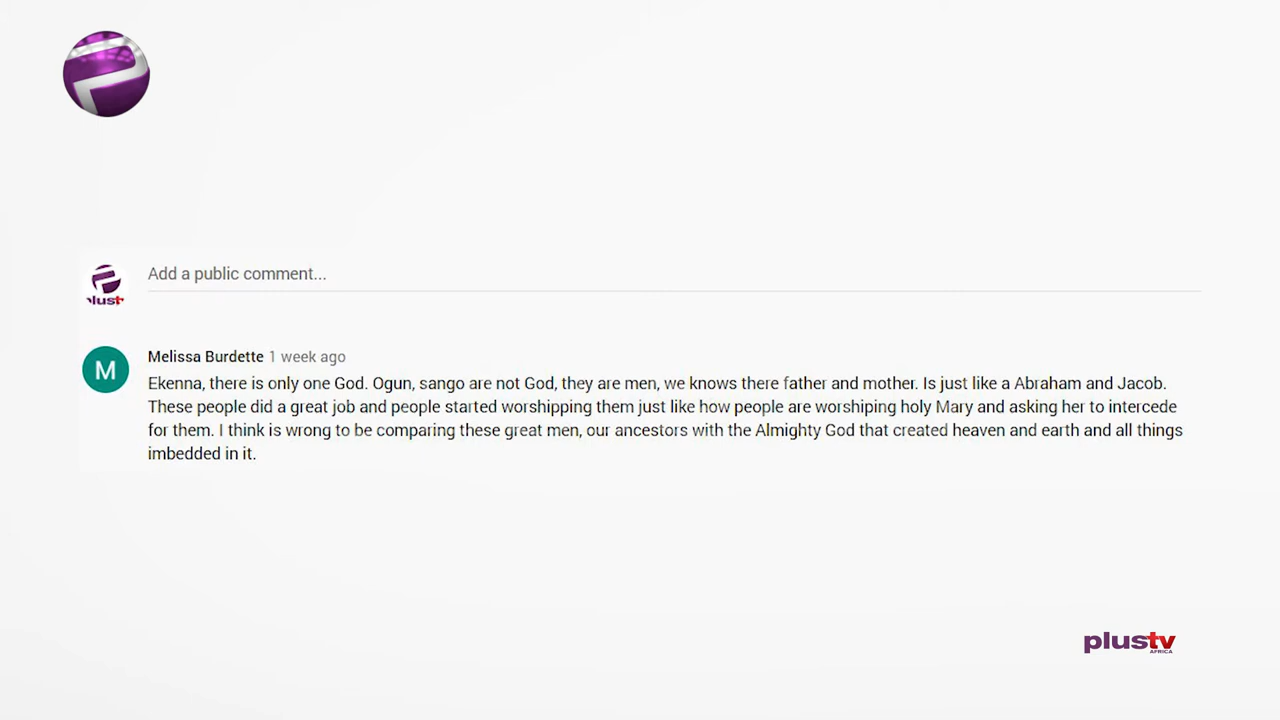 Add a public comment...
plustv
Melissa Burdette 1 week ago
M
Ekenna, there is only one God. Ogun, sango are not God, they are men, we knows there father and mother. Is just like a Abraham and Jacob.
These people did a great job and people started worshipping them just like how people are worshiping holy Mary and asking her to intercede
for them. I think is wrong to be comparing these great men, our ancestors with the Almighty God that created heaven and earth and all things
imbedded in it.
plustv
AFRICA